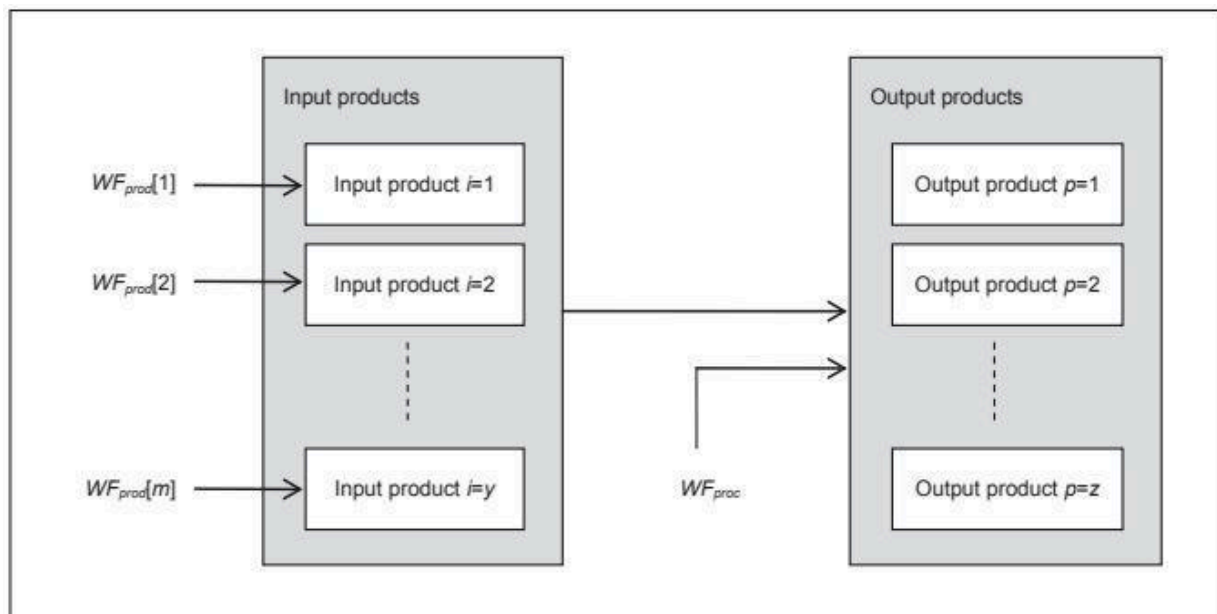 Input products
Output products
WFprod[1]
Input product i=1
Output product p=1
WFprod[2]
Input product i=2
Output product p=2
WFprod[m]
Input product i=y
WFproc
Output product p=z